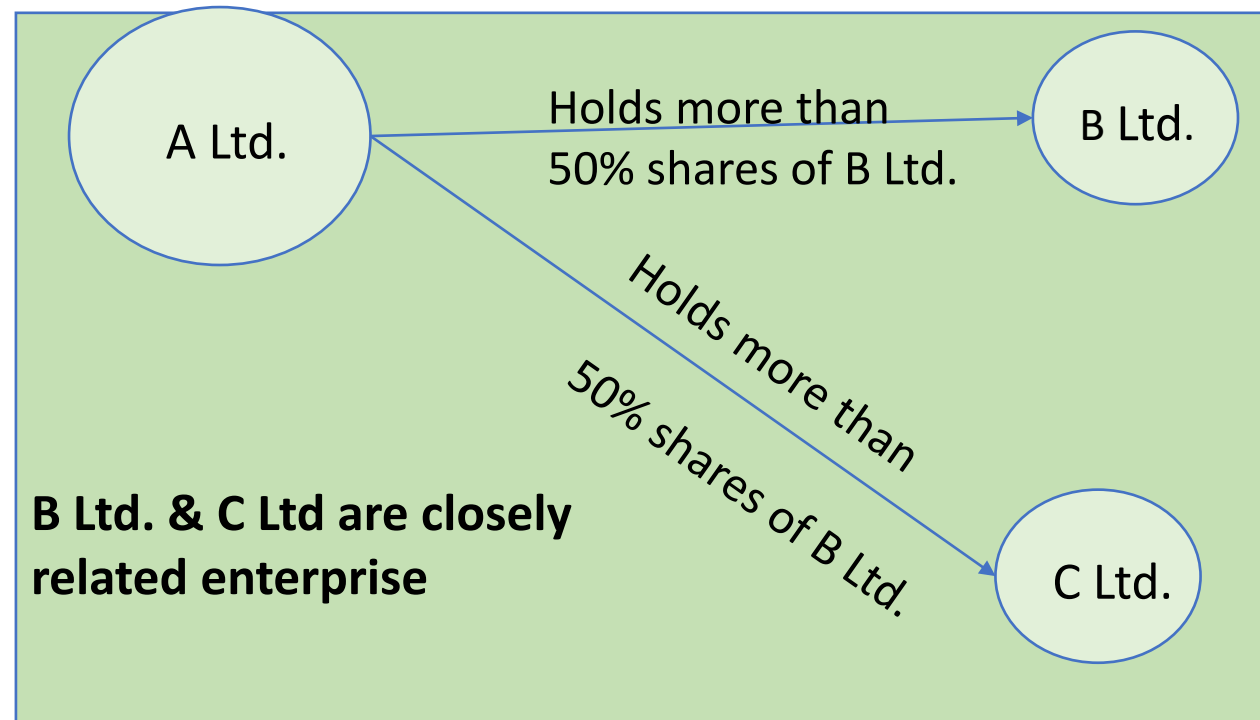 A Ltd.
Holds more than
50% shares of B Ltd.
B Ltd.
Holds more than
50% shares of B Ltd.
B Ltd. & C Ltd are closely
related enterprise
C Ltd.